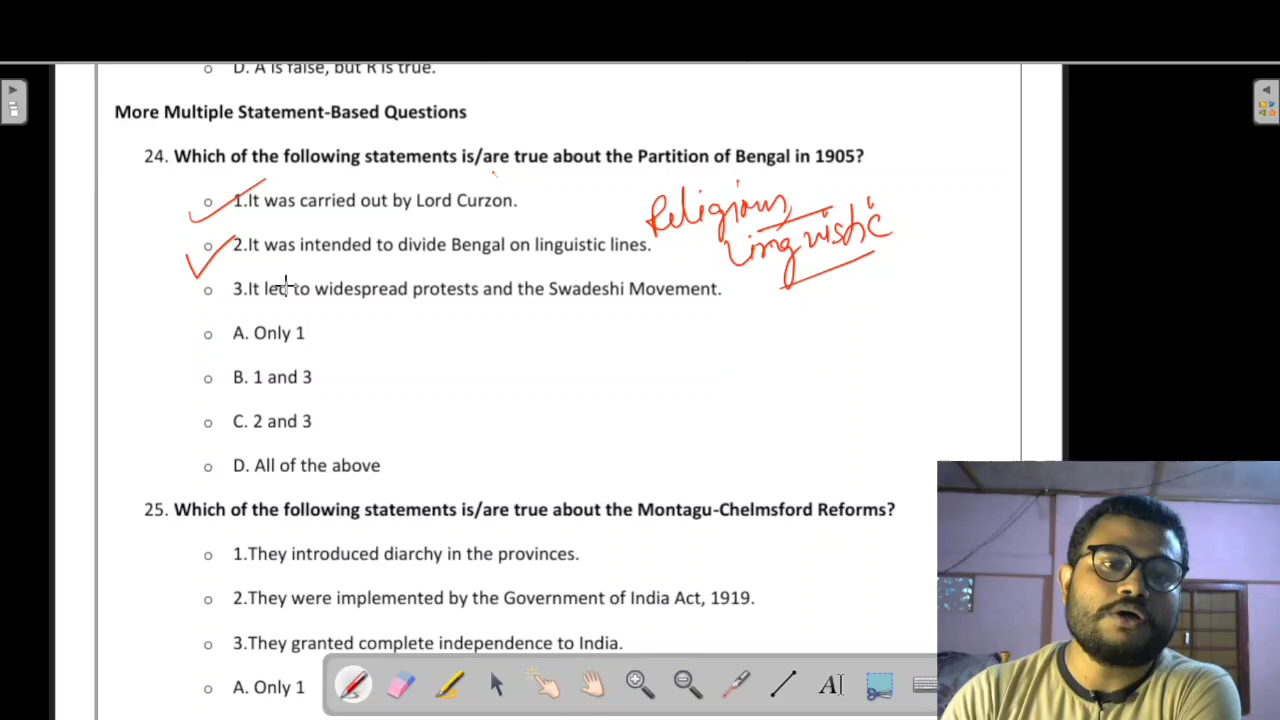 D. A is false, but R is true.
More Multiple Statement-Based Questions
24. Which of the following statements is/are true about the Partition of Bengal in 1905?
1.It was carried out by Lord Curzon.
Religious
2.It was intended to divide Bengal on linguistic lines.
Linguistic
3.It led to widespread protests and the Swadeshi Movement.
A. Only 1
B. 1 and 3
C. 2 and 3
D. All of the above
25. Which of the following statements is/are true about the Montagu-Chelmsford Reforms?
1.They introduced diarchy in the provinces.
2.They were implemented by the Government of India Act, 1919.
3.They granted complete independence to India.
A. Only 1
AI